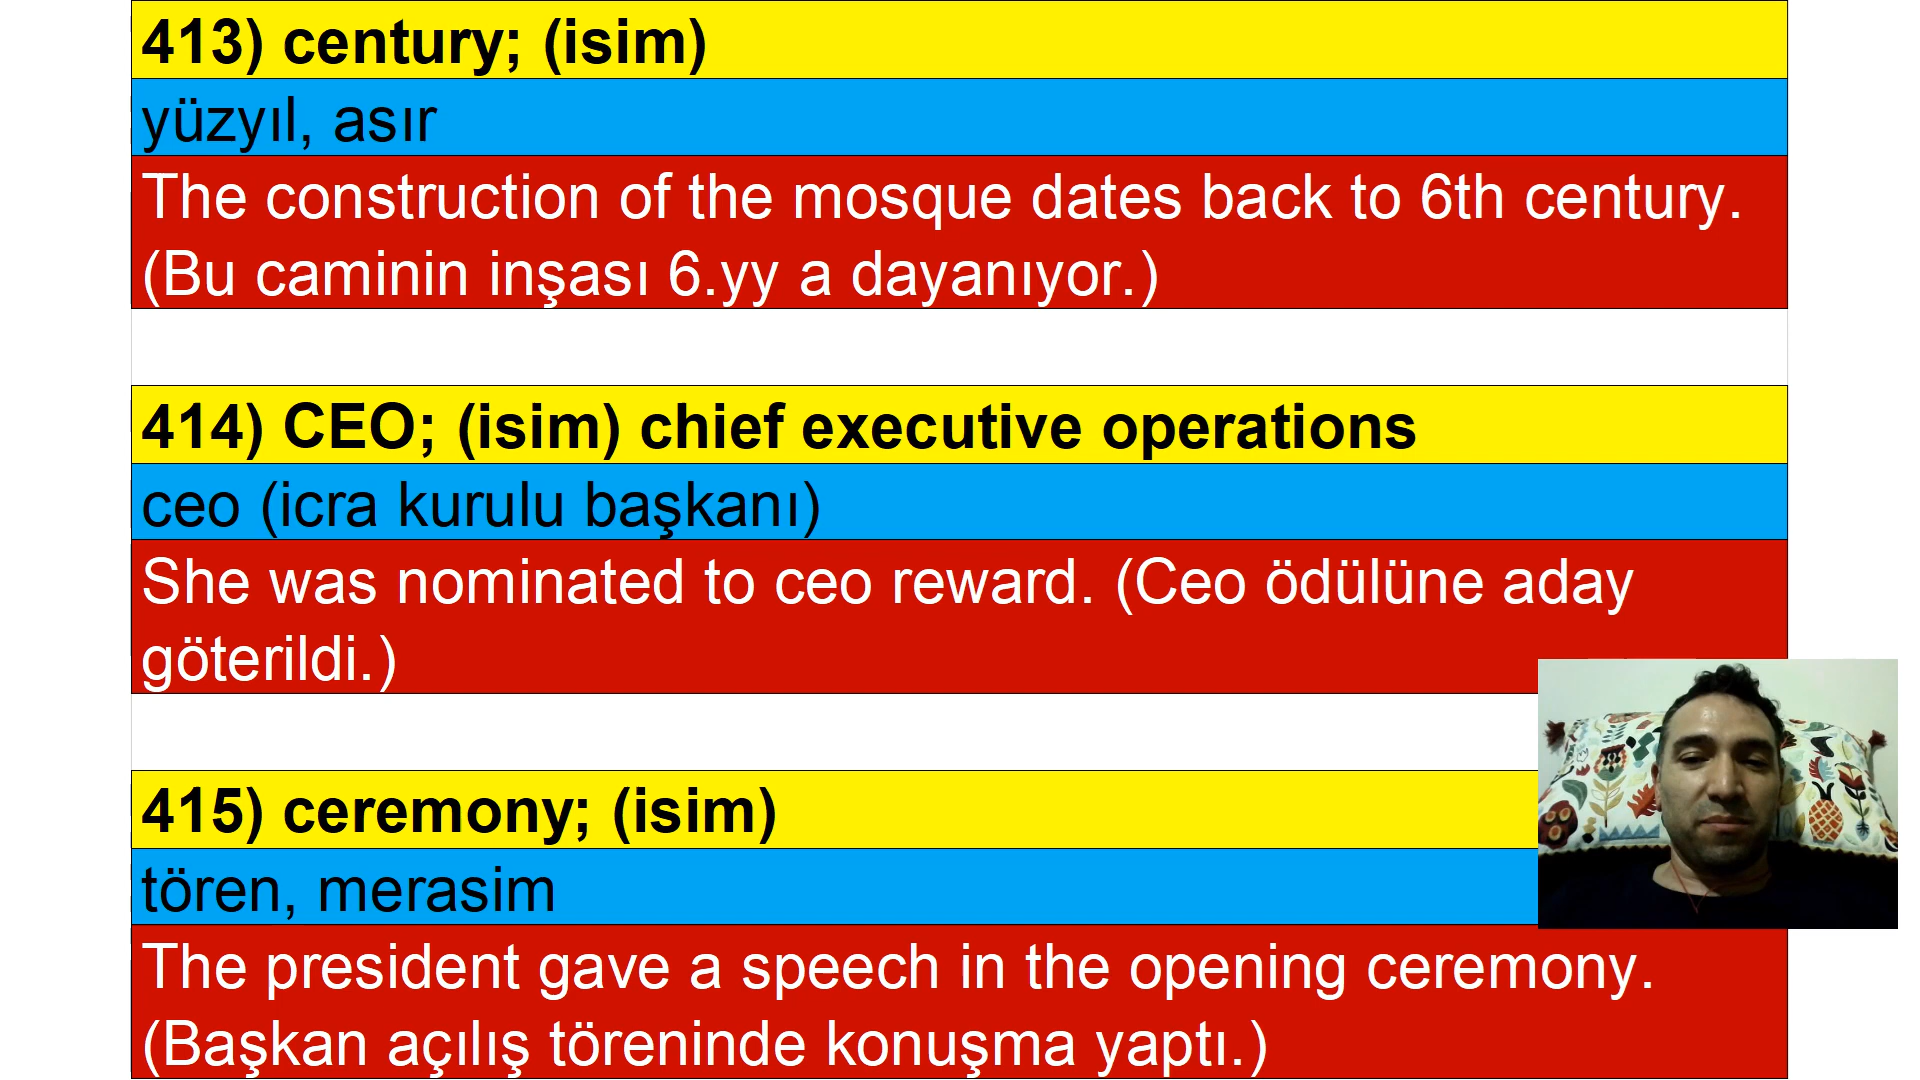 413) century; (isim)
yüzyıl, asır
The construction of the mosque dates back to 6th century.
(Bu caminin inşası 6.yy a dayanıyor.)
414) CEO; (isim) chief executive operations
ceo (icra kurulu başkanı)
She was nominated to ceo reward. (Ceo ödülüne aday
göterildi.)
415) ceremony; (isim)
tören, merasim
The president gave a speech in the opening ceremony.
(Başkan açılış töreninde konuşma yaptı.)